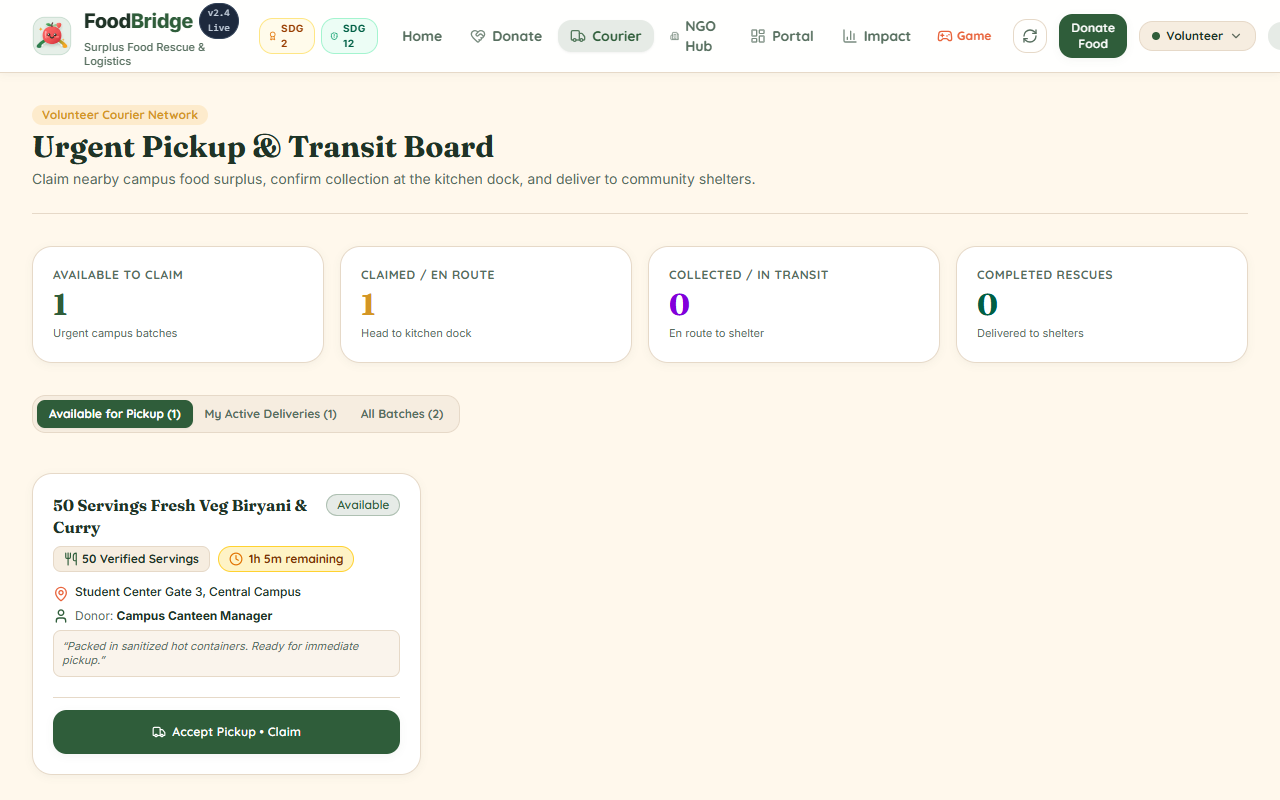 FoodBridge
v2.4
Live
Surplus Food Rescue &
Logistics
SDG
2
SDG
12
Home
Donate
Courier
NGO
Hub
Portal
Impact
Game
Donate
Food
Volunteer
Volunteer Courier Network
Urgent Pickup & Transit Board
Claim nearby campus food surplus, confirm collection at the kitchen dock, and deliver to community shelters.
AVAILABLE TO CLAIM
1
Urgent campus batches
CLAIMED / EN ROUTE
1
Head to kitchen dock
COLLECTED / IN TRANSIT
0
En route to shelter
COMPLETED RESCUES
0
Delivered to shelters
Available for Pickup (1)
My Active Deliveries (1)
All Batches (2)
50 Servings Fresh Veg Biryani &
Curry
Available
50 Verified Servings
1h 5m remaining
Student Center Gate 3, Central Campus
Donor: Campus Canteen Manager
"Packed in sanitized hot containers. Ready for immediate
pickup."
Accept Pickup • Claim